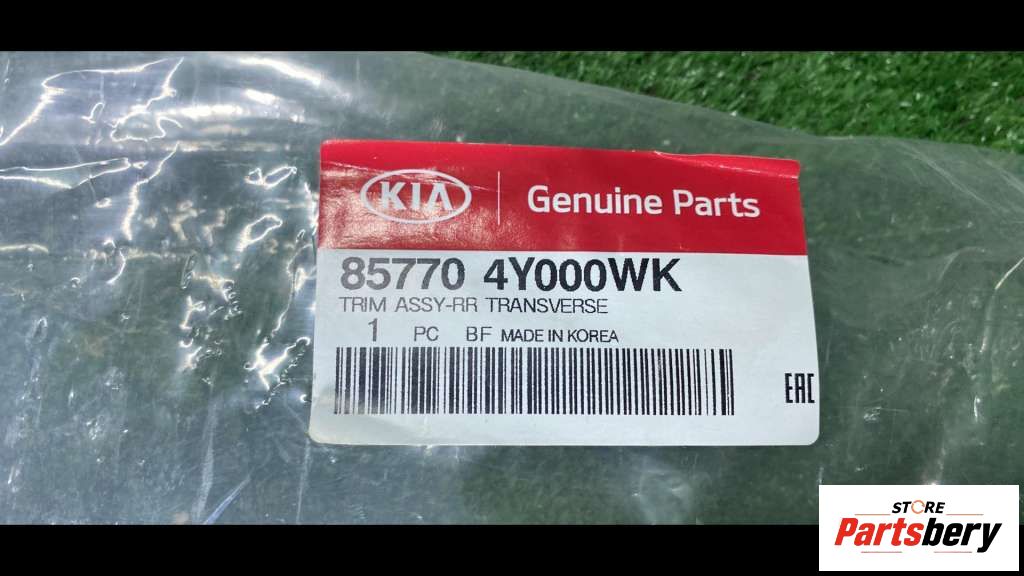 KIA Genuine Parts
85770 4Y000WK
TRIM ASSY-RR TRANSVERSE
1 PC BF MADE IN KOREA
EAC
STORE
Partsbery